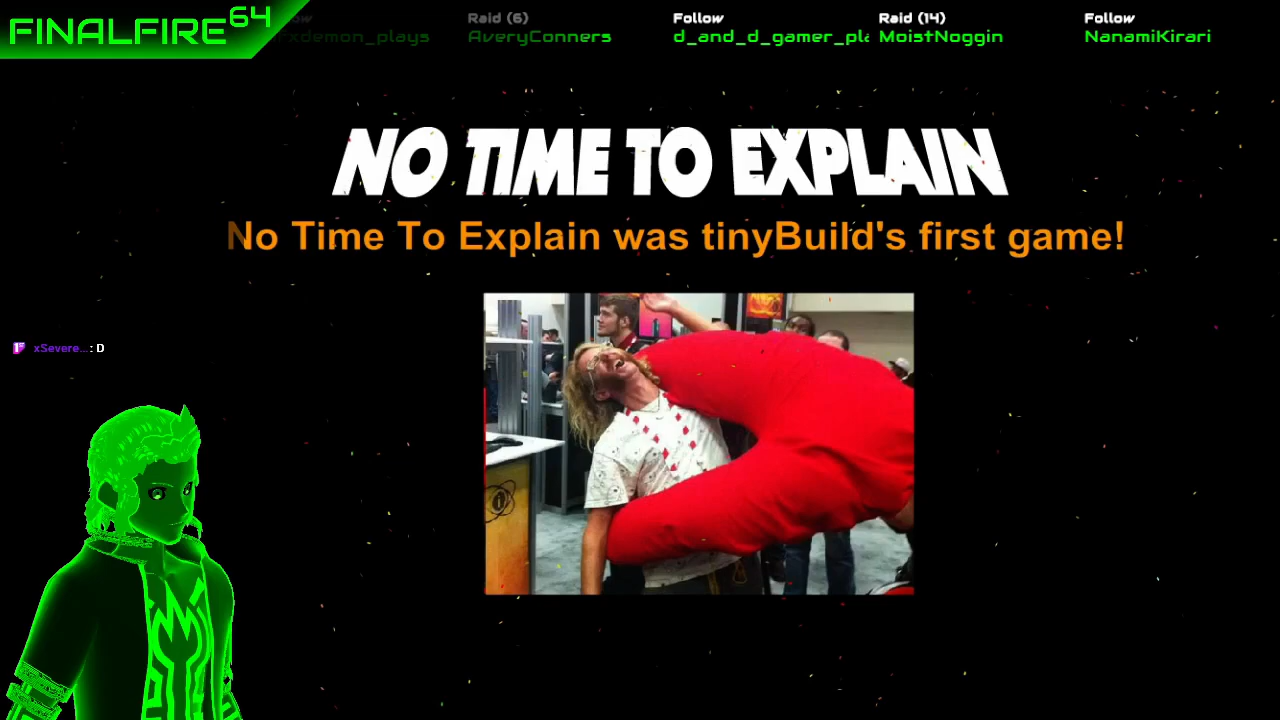 FINALFIRE64
Raid (6)
Follow
Raid (14)
Follow
AveryConners
d_and_d_gamer_pla
MoistNoggin
NanamiKirari
NO TIME TO EXPLAIN
No Time To Explain was tinyBuild's first game!
xSevere...: D